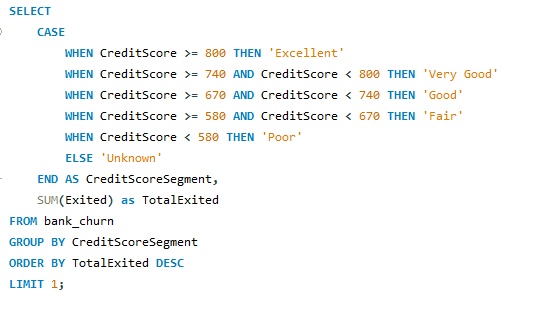 SELECT
CASE
WHEN CreditScore >= 800 THEN 'Excellent'
WHEN CreditScore >= 740 AND CreditScore < 800 THEN 'Very Good'
WHEN CreditScore >= 670 AND CreditScore < 740 THEN 'Good'
WHEN CreditScore >= 580 AND CreditScore < 670 THEN 'Fair'
WHEN CreditScore < 580 THEN 'Poor'
ELSE 'Unknown'
END AS CreditScoreSegment,
SUM(Exited) as TotalExited
FROM bank_churn
GROUP BY CreditScoreSegment
ORDER BY TotalExited DESC
LIMIT 1;